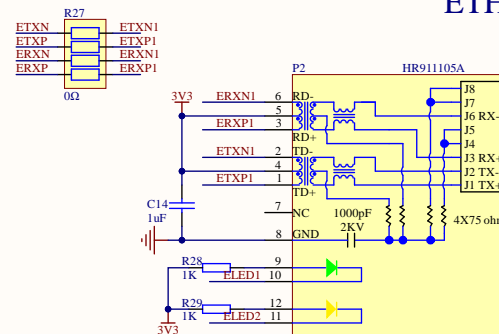 ETH
R27
ETXN ETXN1
ETXP ETXP1
ERXN ERXN1
ERXP ERXP1
0Ω
P2 HR911105A
3V3
ERXN1 6 RD-
5
ERXP1 3 RD+
ETXN1 2 TD-
4
ETXP1 1 TD+
7 NC
8 GND
J8
J7
J6 RX-
J5
J4
J3 RX+
J2 TX-
J1 TX+
C14
1uF
1000pF
2KV
4X75 ohm
R28
1K
9
ELED1 10
R29
1K
12
ELED2 11
3V3